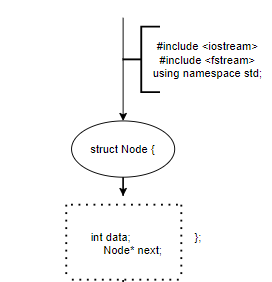 #include <iostream>
#include <fstream>
using namespace std;
struct Node {
int data;
Node* next;
};